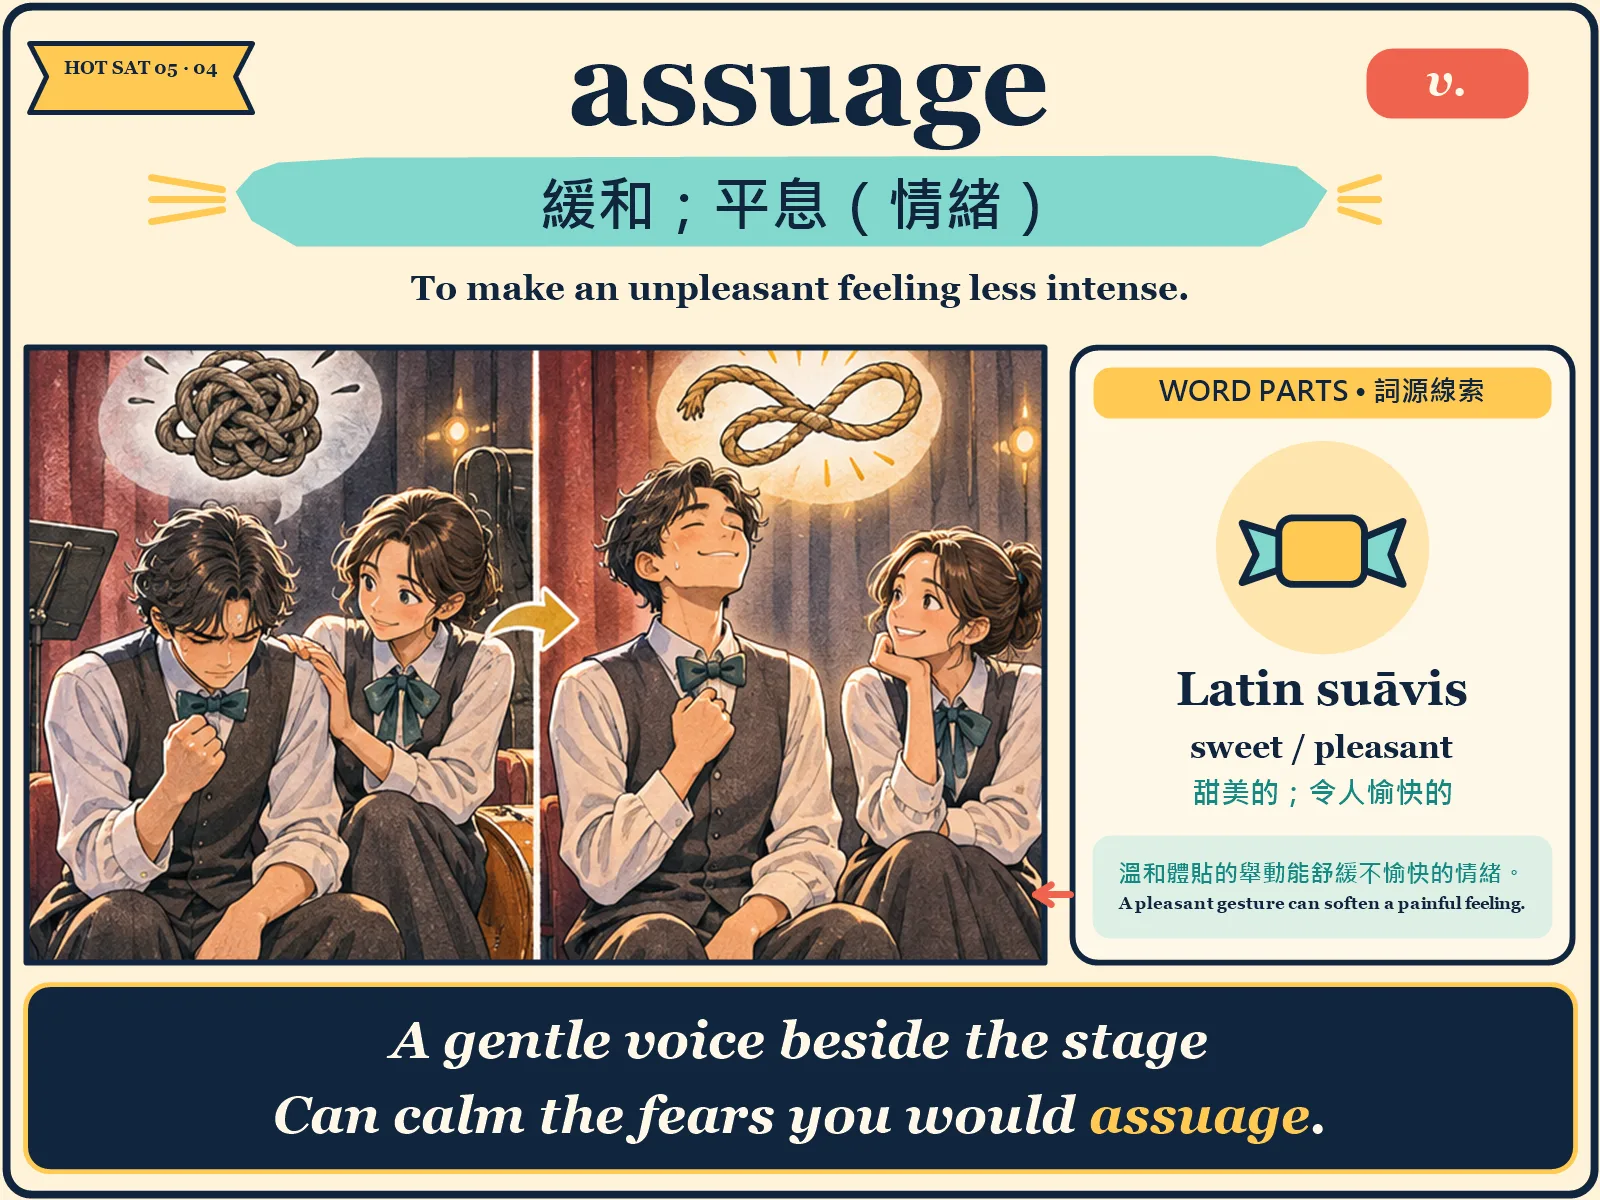 HOT SAT 05 · 04
assuage
v.
緩和；平息（情緒）
To make an unpleasant feeling less intense.
WORD PARTS • 詞源線索
Latin suāvis
sweet / pleasant
甜美的；令人愉快的
溫和體貼的舉動能舒緩不愉快的情緒。
A pleasant gesture can soften a painful feeling.
A gentle voice beside the stage
Can calm the fears you would assuage.